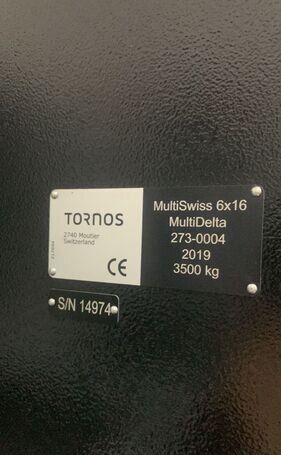 TORNOS
2740 Moutier
Switzerland
CE
MultiSwiss 6x16
MultiDelta
273-0004
2019
3500 kg
S/N 14974